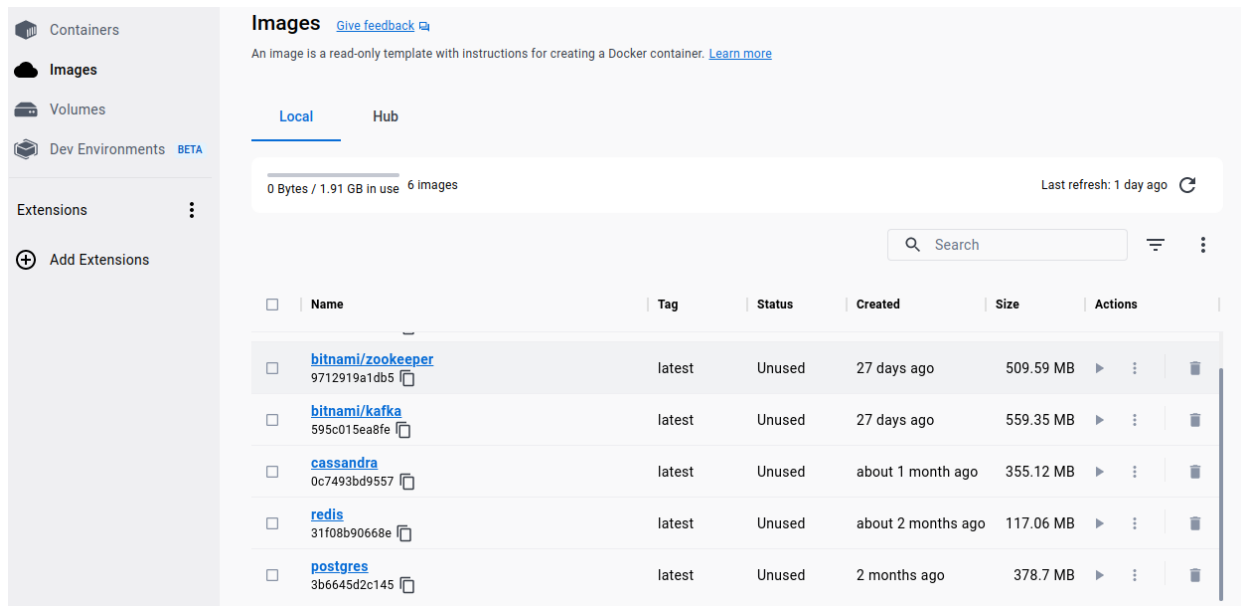 Containers
Images
Volumes
Dev Environments BETA
Extensions
Add Extensions
Images Give feedback
An image is a read-only template with instructions for creating a Docker container. Learn more
Local Hub
0 Bytes / 1.91 GB in use 6 images Last refresh: 1 day ago
Search
Name Tag Status Created Size Actions
bitnami/zookeeper latest Unused 27 days ago 509.59 MB
9712919a1db5
bitnami/kafka latest Unused 27 days ago 559.35 MB
595c015ea8fe
cassandra latest Unused about 1 month ago 355.12 MB
0c7493bd9557
redis latest Unused about 2 months ago 117.06 MB
31f08b90668e
postgres latest Unused 2 months ago 378.7 MB
3b6645d2c145